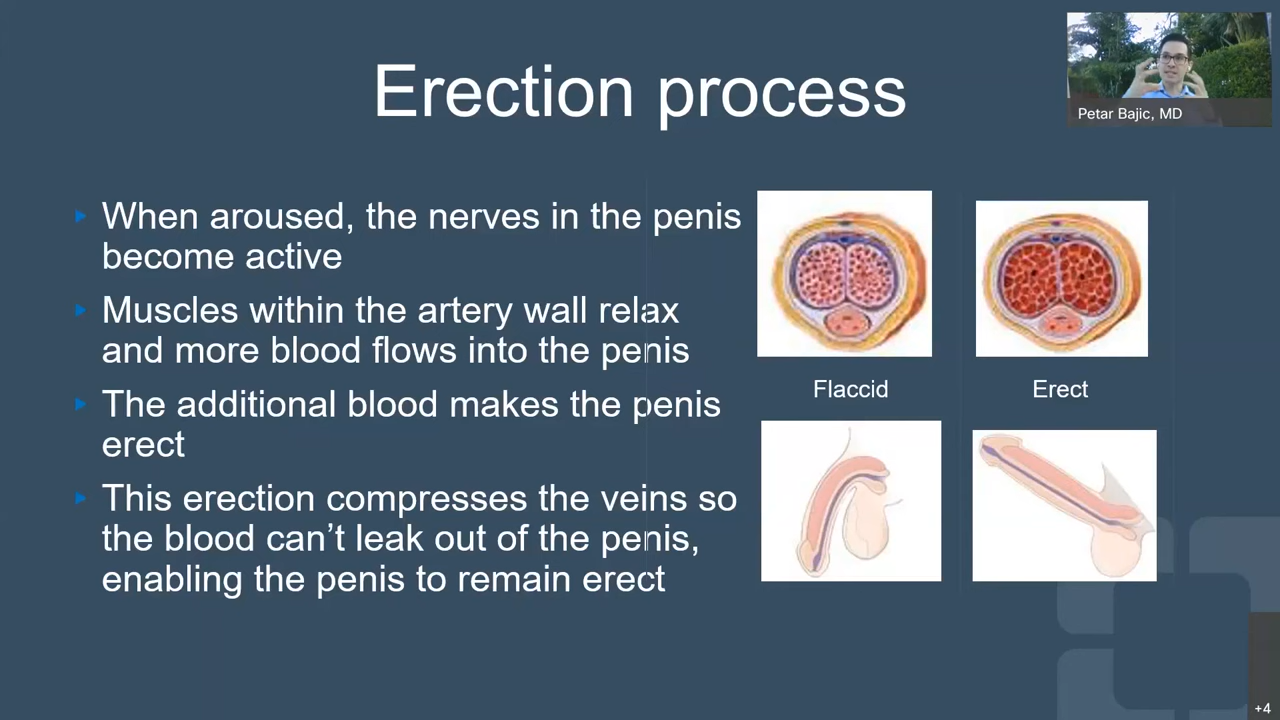 Erection process
Petar Bajic, MD
When aroused, the nerves in the penis
become active
Muscles within the artery wall relax
and more blood flows into the penis
The additional blood makes the penis
erect
This erection compresses the veins so
the blood can’t leak out of the penis,
enabling the penis to remain erect
Flaccid
Erect
+4